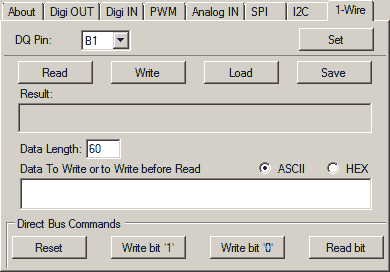 About Digi OUT Digi IN PWM Analog IN SPI I2C 1-Wire
DQ Pin: B1 Set
Read Write Load Save
Result:
Data Length: 60
Data To Write or to Write before Read ASCII HEX
Direct Bus Commands
Reset Write bit '1' Write bit '0' Read bit